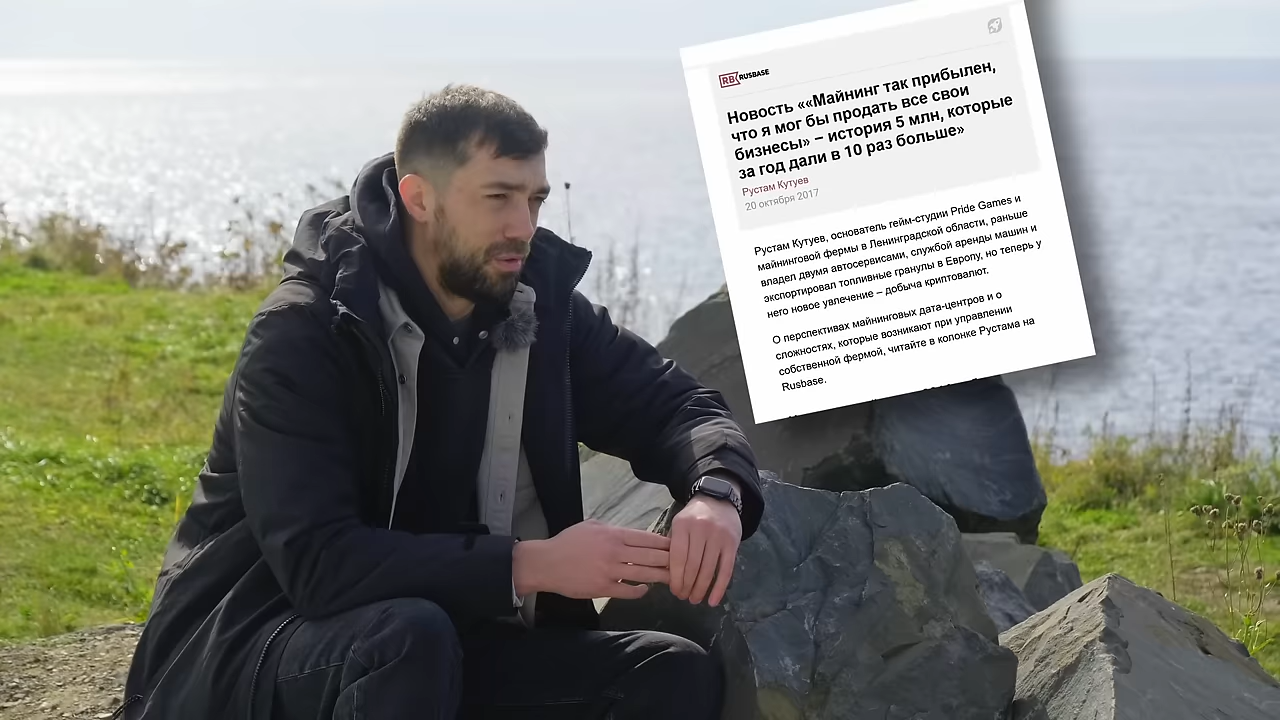 RB RUSBASE
Новость ««Майнинг так прибылен,
что я мог бы продать все свои
бизнесы» – история 5 млн, которые
за год дали в 10 раз больше»
Рустам Кутуев
20 октября 2017
Рустам Кутуев, основатель гейм-студии Pride Games и
майнинговой фермы в Ленинградской области, раньше
владел двумя автосервисами, службой аренды машин и
экспортировал топливные гранулы в Европу, но теперь у
него новое увлечение – добыча криптовалют.
О перспективах майнинговых дата-центров и о
сложностях, которые возникают при управлении
собственной фермой, читайте в колонке Рустама на
Rusbase.